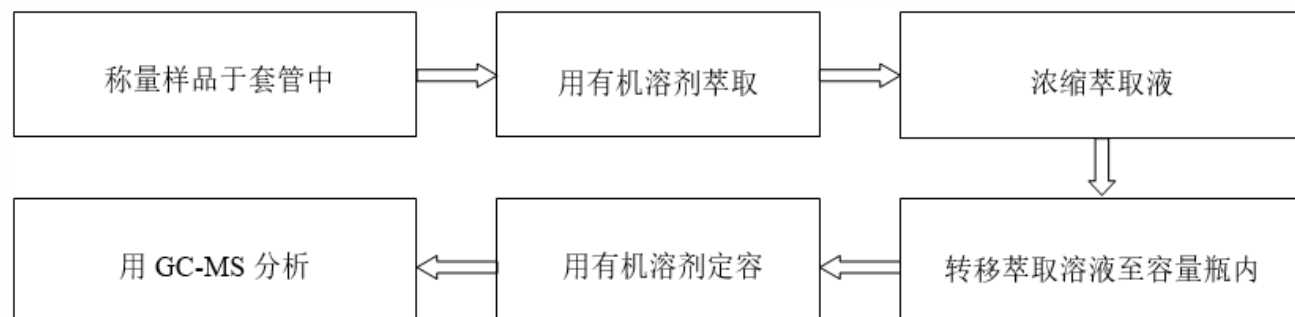 称量样品于套管中
用有机溶剂萃取
浓缩萃取液
转移萃取溶液至容量瓶内
用有机溶剂定容
用 GC-MS 分析